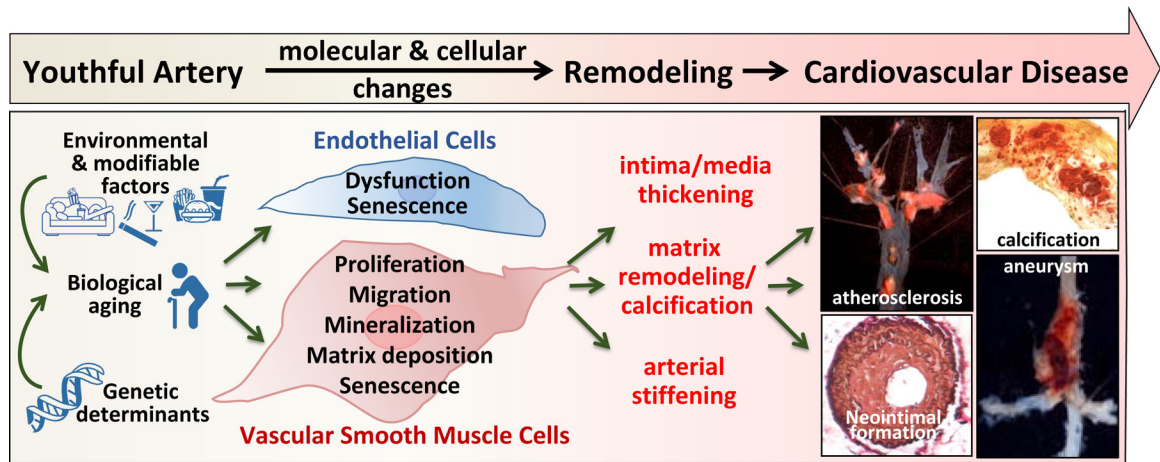 Youthful Artery
molecular & cellular
changes
Remodeling
Cardiovascular Disease
Environmental
& modifiable
factors
Biological
aging
Genetic
determinants
Endothelial Cells
Dysfunction
Senescence
Proliferation
Migration
Mineralization
Matrix deposition
Senescence
Vascular Smooth Muscle Cells
intima/media
thickening
matrix
remodeling/
calcification
arterial
stiffening
atherosclerosis
calcification
aneurysm
Neointimal
formation